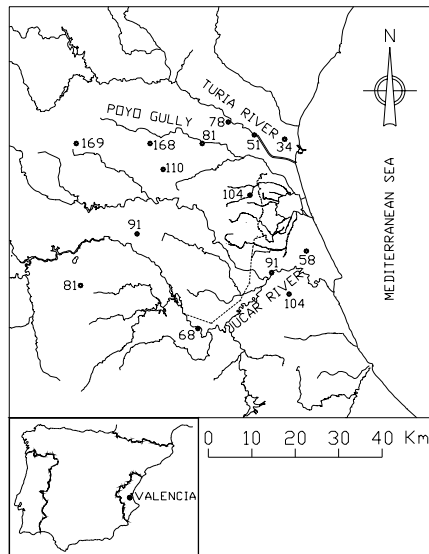 N
TURIA RIVER
POYO GULLY
78
34
51
81
169
168
110
104
MEDITERRANEAN SEA
91
58
91
81
104
JUCAR RIVER
68
0 10 20 30 40 Km
VALENCIA